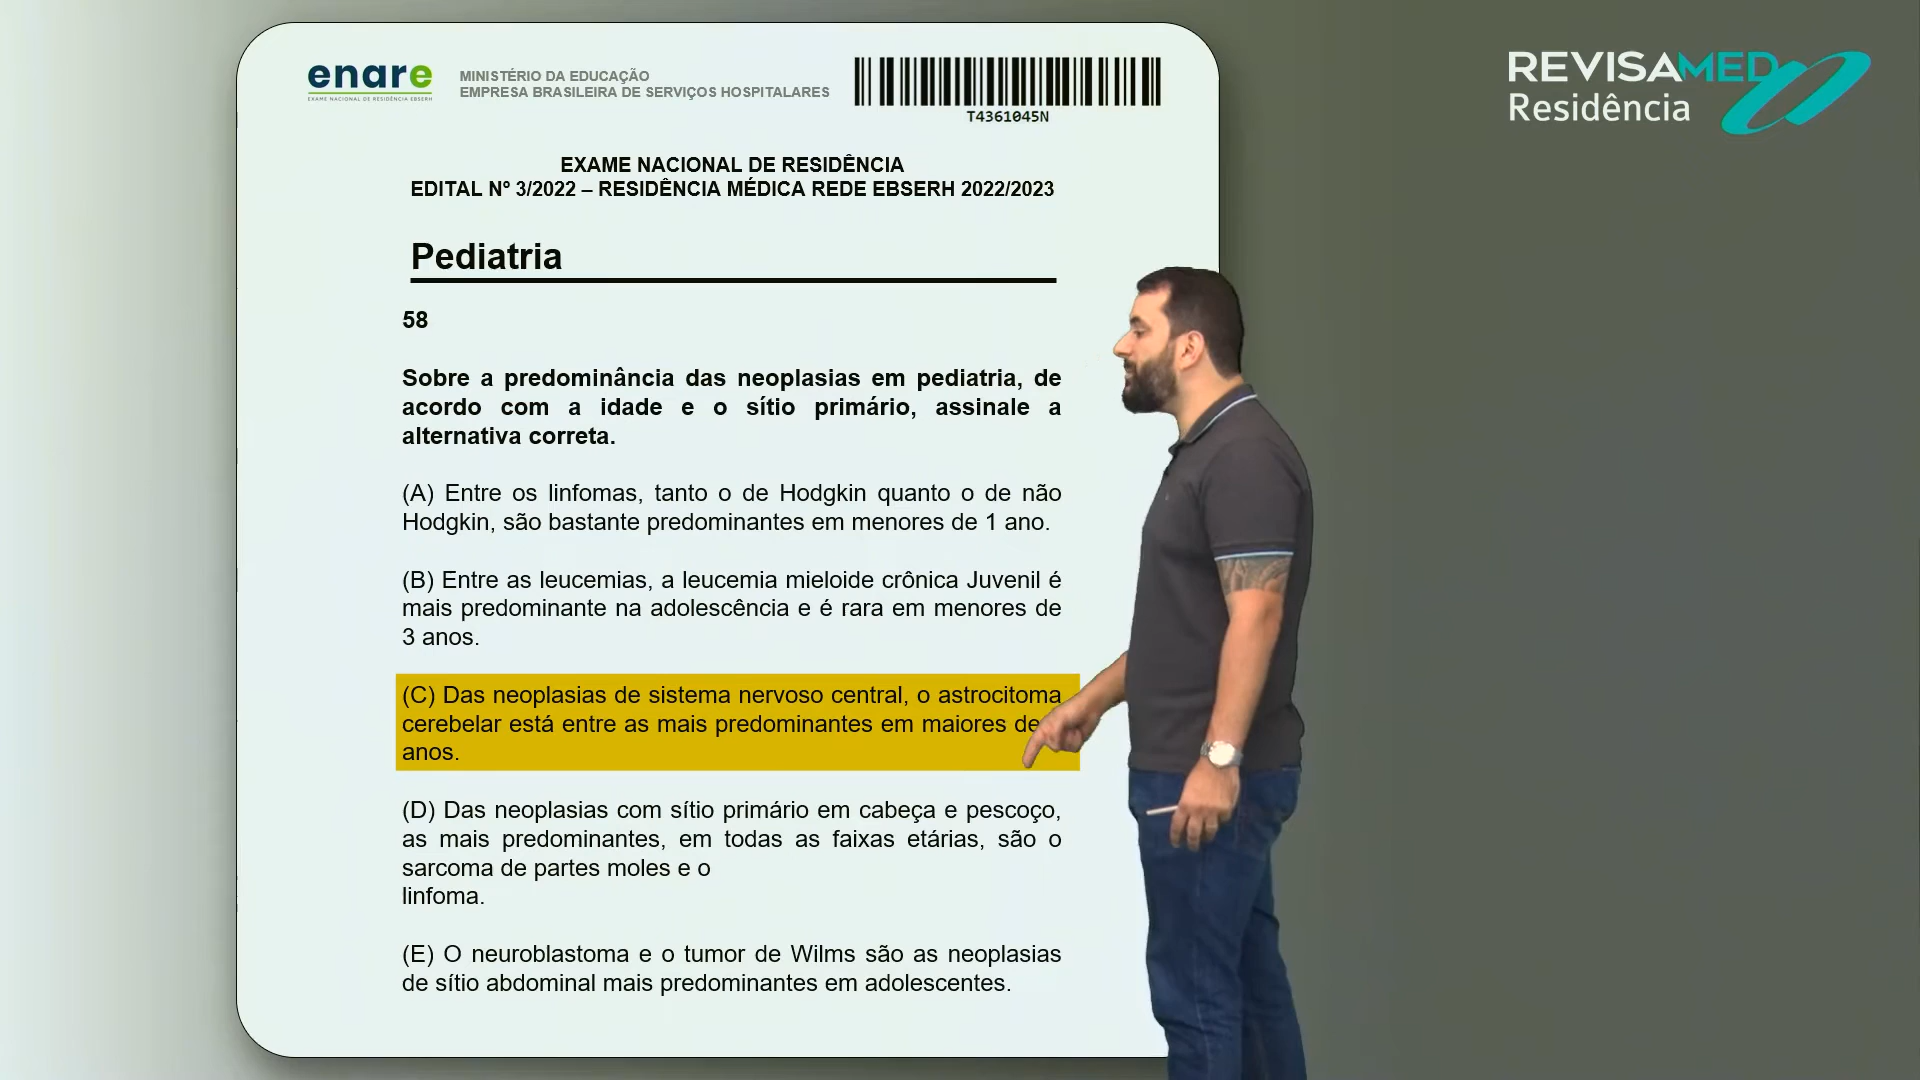 enare
EXAME NACIONAL DE RESIDÊNCIA EBSERH
MINISTÉRIO DA EDUCAÇÃO
EMPRESA BRASILEIRA DE SERVIÇOS HOSPITALARES
T4361045N
REVISAMED
Residência
EXAME NACIONAL DE RESIDÊNCIA
EDITAL Nº 3/2022 – RESIDÊNCIA MÉDICA REDE EBSERH 2022/2023
Pediatria
58
Sobre a predominância das neoplasias em pediatria, de
acordo com a idade e o sítio primário, assinale a
alternativa correta.
(A) Entre os linfomas, tanto o de Hodgkin quanto o de não
Hodgkin, são bastante predominantes em menores de 1 ano.
(B) Entre as leucemias, a leucemia mieloide crônica Juvenil é
mais predominante na adolescência e é rara em menores de
3 anos.
(C) Das neoplasias de sistema nervoso central, o astrocitoma
cerebelar está entre as mais predominantes em maiores de
anos.
(D) Das neoplasias com sítio primário em cabeça e pescoço,
as mais predominantes, em todas as faixas etárias, são o
sarcoma de partes moles e o
linfoma.
(E) O neuroblastoma e o tumor de Wilms são as neoplasias
de sítio abdominal mais predominantes em adolescentes.